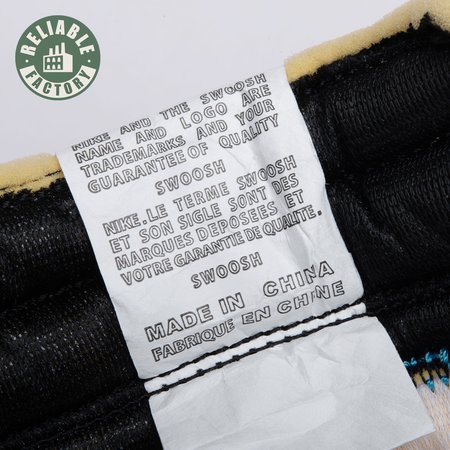 RELIABLE
FACTORY
NIKE AND THE SWOOSH
NAME AND LOGO ARE
TRADEMARKS AND YOUR
GUARANTEE OF QUALITY
SWOOSH
NIKE.LE TERME SWOOSH
ET SON SIGLE SONT DES
MARQUES DEPOSEES ET
VOTRE GARANTIE DE QUALITE.
SWOOSH
MADE IN CHINA
FABRIQUE EN CHINE